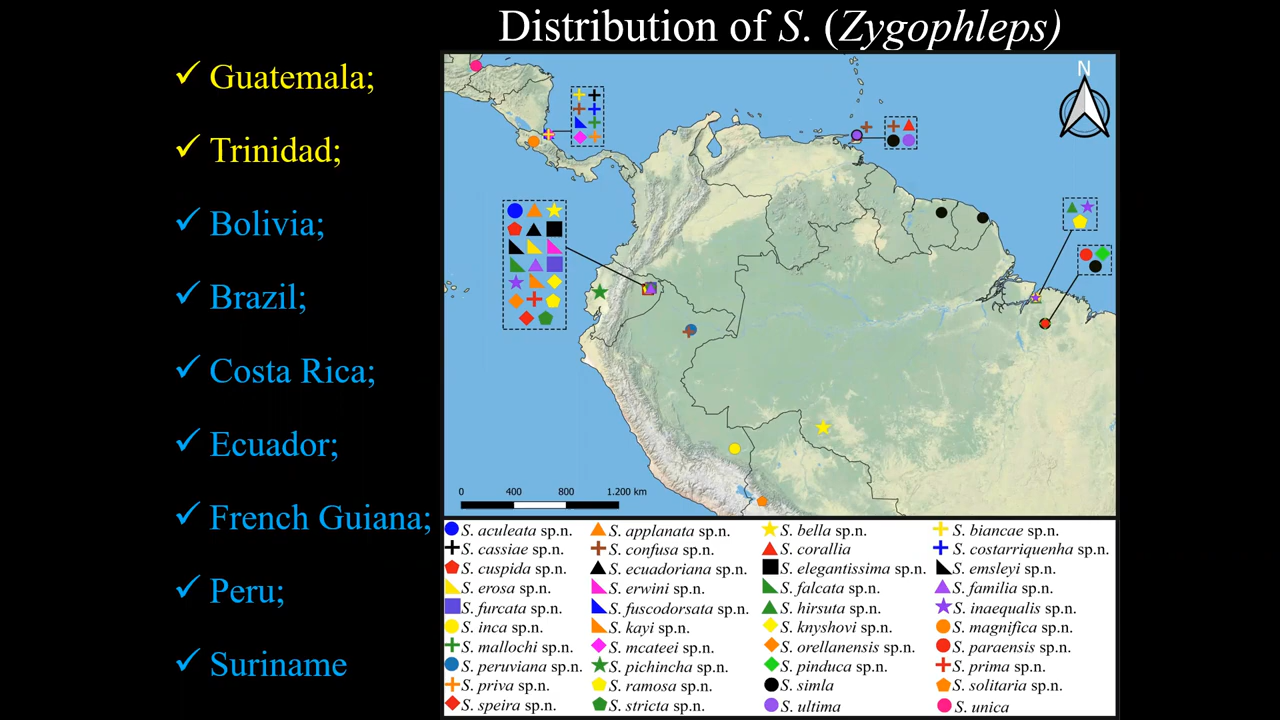 Distribution of S. (Zygophleps)
✓ Guatemala;
✓ Trinidad;
✓ Bolivia;
✓ Brazil;
✓ Costa Rica;
✓ Ecuador;
✓ French Guiana;
✓ Peru;
✓ Suriname
N
0 400 800 1.200 km
S. aculeata sp.n. S. applanata sp.n. S. bella sp.n. S. biancae sp.n.
S. cassiae sp.n. S. confusa sp.n. S. corallia S. costarriquenha sp.n.
S. cuspida sp.n. S. ecuadoriana sp.n. S. elegantissima sp.n. S. emsleyi sp.n.
S. erosa sp.n. S. erwini sp.n. S. falcata sp.n. S. familia sp.n.
S. furcata sp.n. S. fuscodorsata sp.n. S. hirsuta sp.n. S. inaequalis sp.n.
S. inca sp.n. S. kayi sp.n. S. knyshovi sp.n. S. magnifica sp.n.
S. mallochi sp.n. S. mcateei sp.n. S. orellanensis sp.n. S. paraensis sp.n.
S. peruviana sp.n. S. pichincha sp.n. S. pinduca sp.n. S. prima sp.n.
S. priva sp.n. S. ramosa sp.n. S. simla S. solitaria sp.n.
S. speira sp.n. S. stricta sp.n. S. ultima S. unica